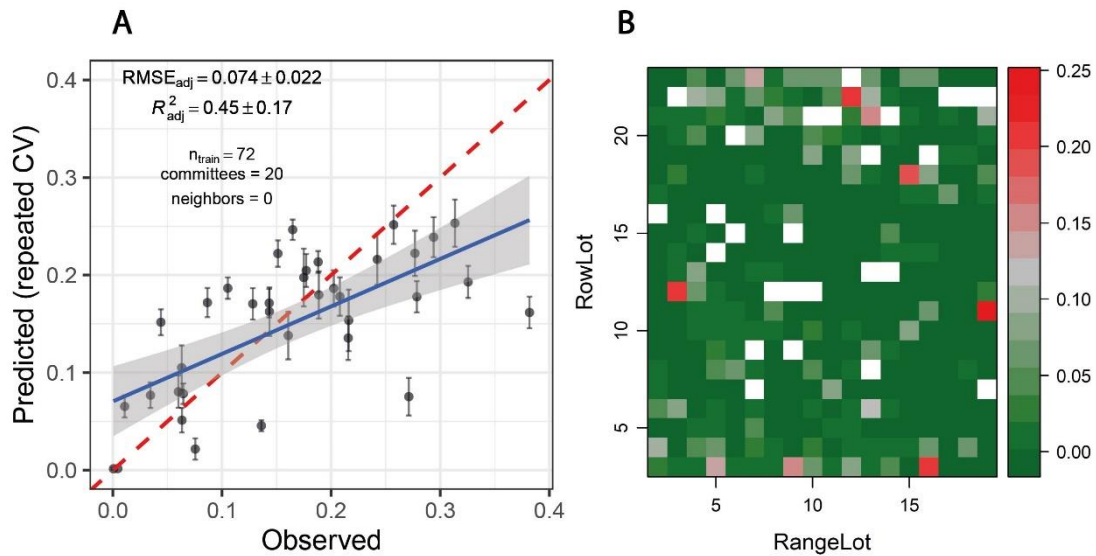 A
B
RMSEadj = 0.074 ± 0.022
R²adj = 0.45 ± 0.17
ntrain = 72
committees = 20
neighbors = 0
Predicted (repeated CV)
0.4
0.3
0.2
0.1
0.0
0.0 0.1 0.2 0.3 0.4
Observed
RowLot
20
15
10
5
5 10 15
RangeLot
0.25
0.20
0.15
0.10
0.05
0.00